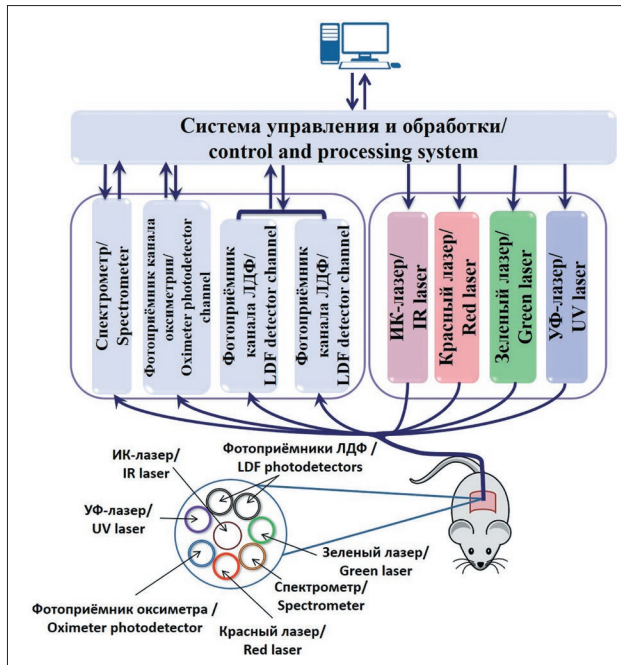 Система управления и обработки/
control and processing system
Спектрометр/
Spectrometer
Фотоприёмник канала
оксиметрии/
Oximeter photodetector
channel
Фотоприёмник
канала ЛДФ/
LDF detector channel
Фотоприёмник
канала ЛДФ/
LDF detector channel
ИК-лазер/
IR laser
Красный лазер/
Red laser
Зеленый лазер/
Green laser
УФ-лазер/
UV laser
ИК-лазер/
IR laser
Фотоприёмники ЛДФ /
LDF photodetectors
УФ-лазер/
UV laser
Зеленый лазер/
Green laser
Спектрометр/
Spectrometer
Фотоприёмник оксиметра /
Oximeter photodetector
Красный лазер/
Red laser